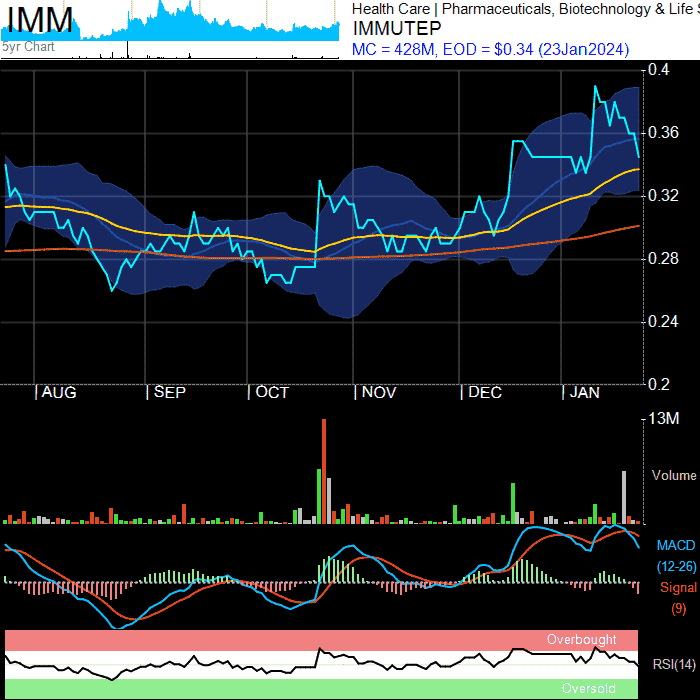 IMM
5yr Chart
Health Care | Pharmaceuticals, Biotechnology & Life S
IMMUTEP
MC = 428M, EOD = $0.34 (23Jan2024)
0.4
0.36
0.32
0.28
0.24
0.2
| AUG | SEP | OCT | NOV | DEC | JAN
13M
Volume
MACD
(12-26)
Signal
(9)
Overbought
RSI(14)
Oversold